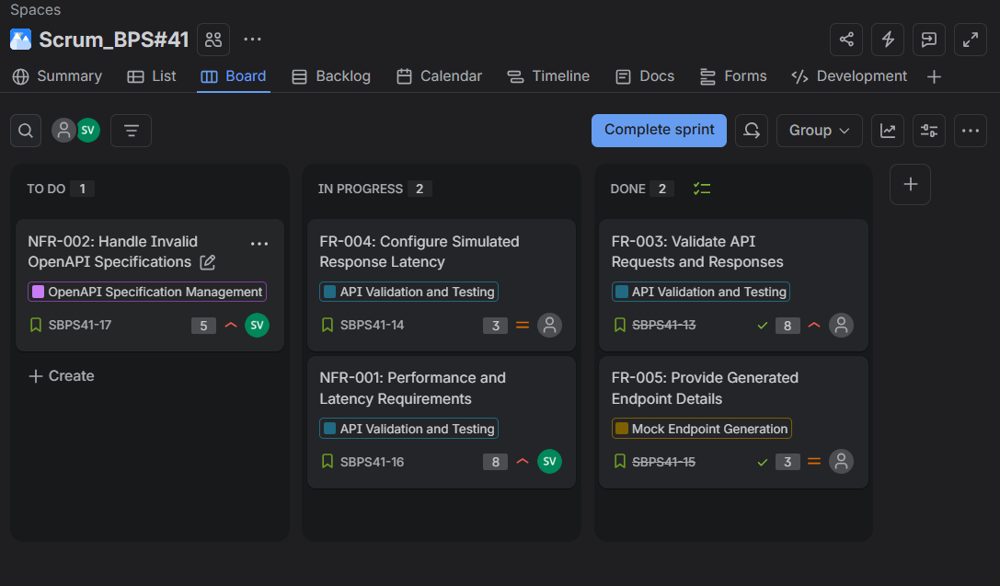 Spaces
Scrum_BPS#41
Summary List Board Backlog Calendar Timeline Docs Forms Development
SV
Complete sprint
Group
TO DO 1
NFR-002: Handle Invalid
OpenAPI Specifications
OpenAPI Specification Management
SBPS41-17 5 SV
Create
IN PROGRESS 2
FR-004: Configure Simulated
Response Latency
API Validation and Testing
SBPS41-14 3
NFR-001: Performance and
Latency Requirements
API Validation and Testing
SBPS41-16 8 SV
DONE 2
FR-003: Validate API
Requests and Responses
API Validation and Testing
SBPS41-13 8
FR-005: Provide Generated
Endpoint Details
Mock Endpoint Generation
SBPS41-15 3